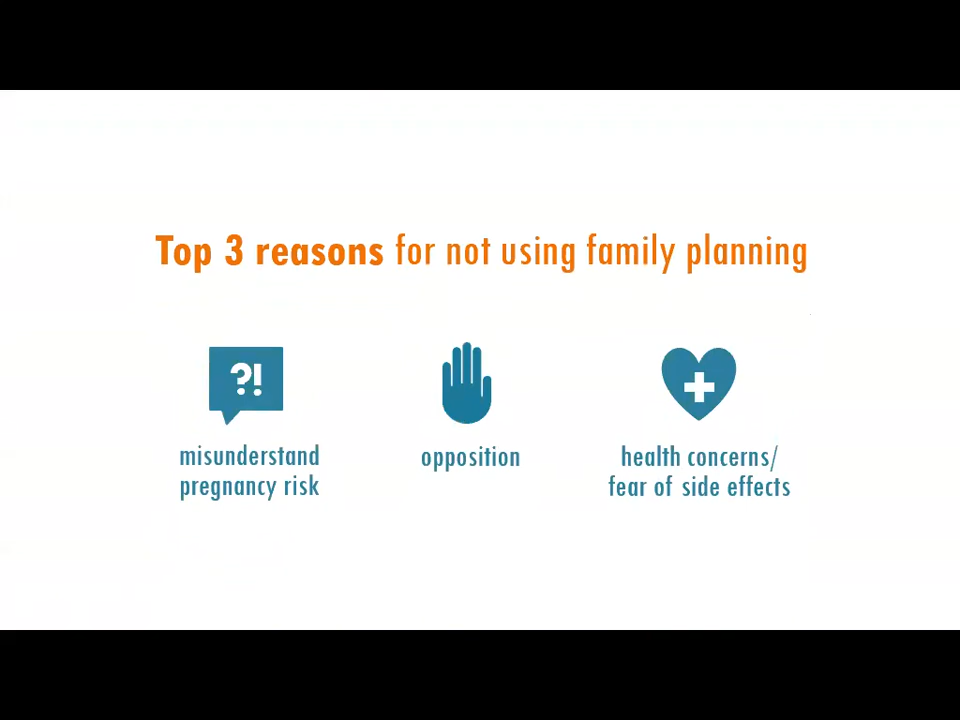 Top 3 reasons for not using family planning
?!
misunderstand
pregnancy risk
opposition
health concerns/
fear of side effects